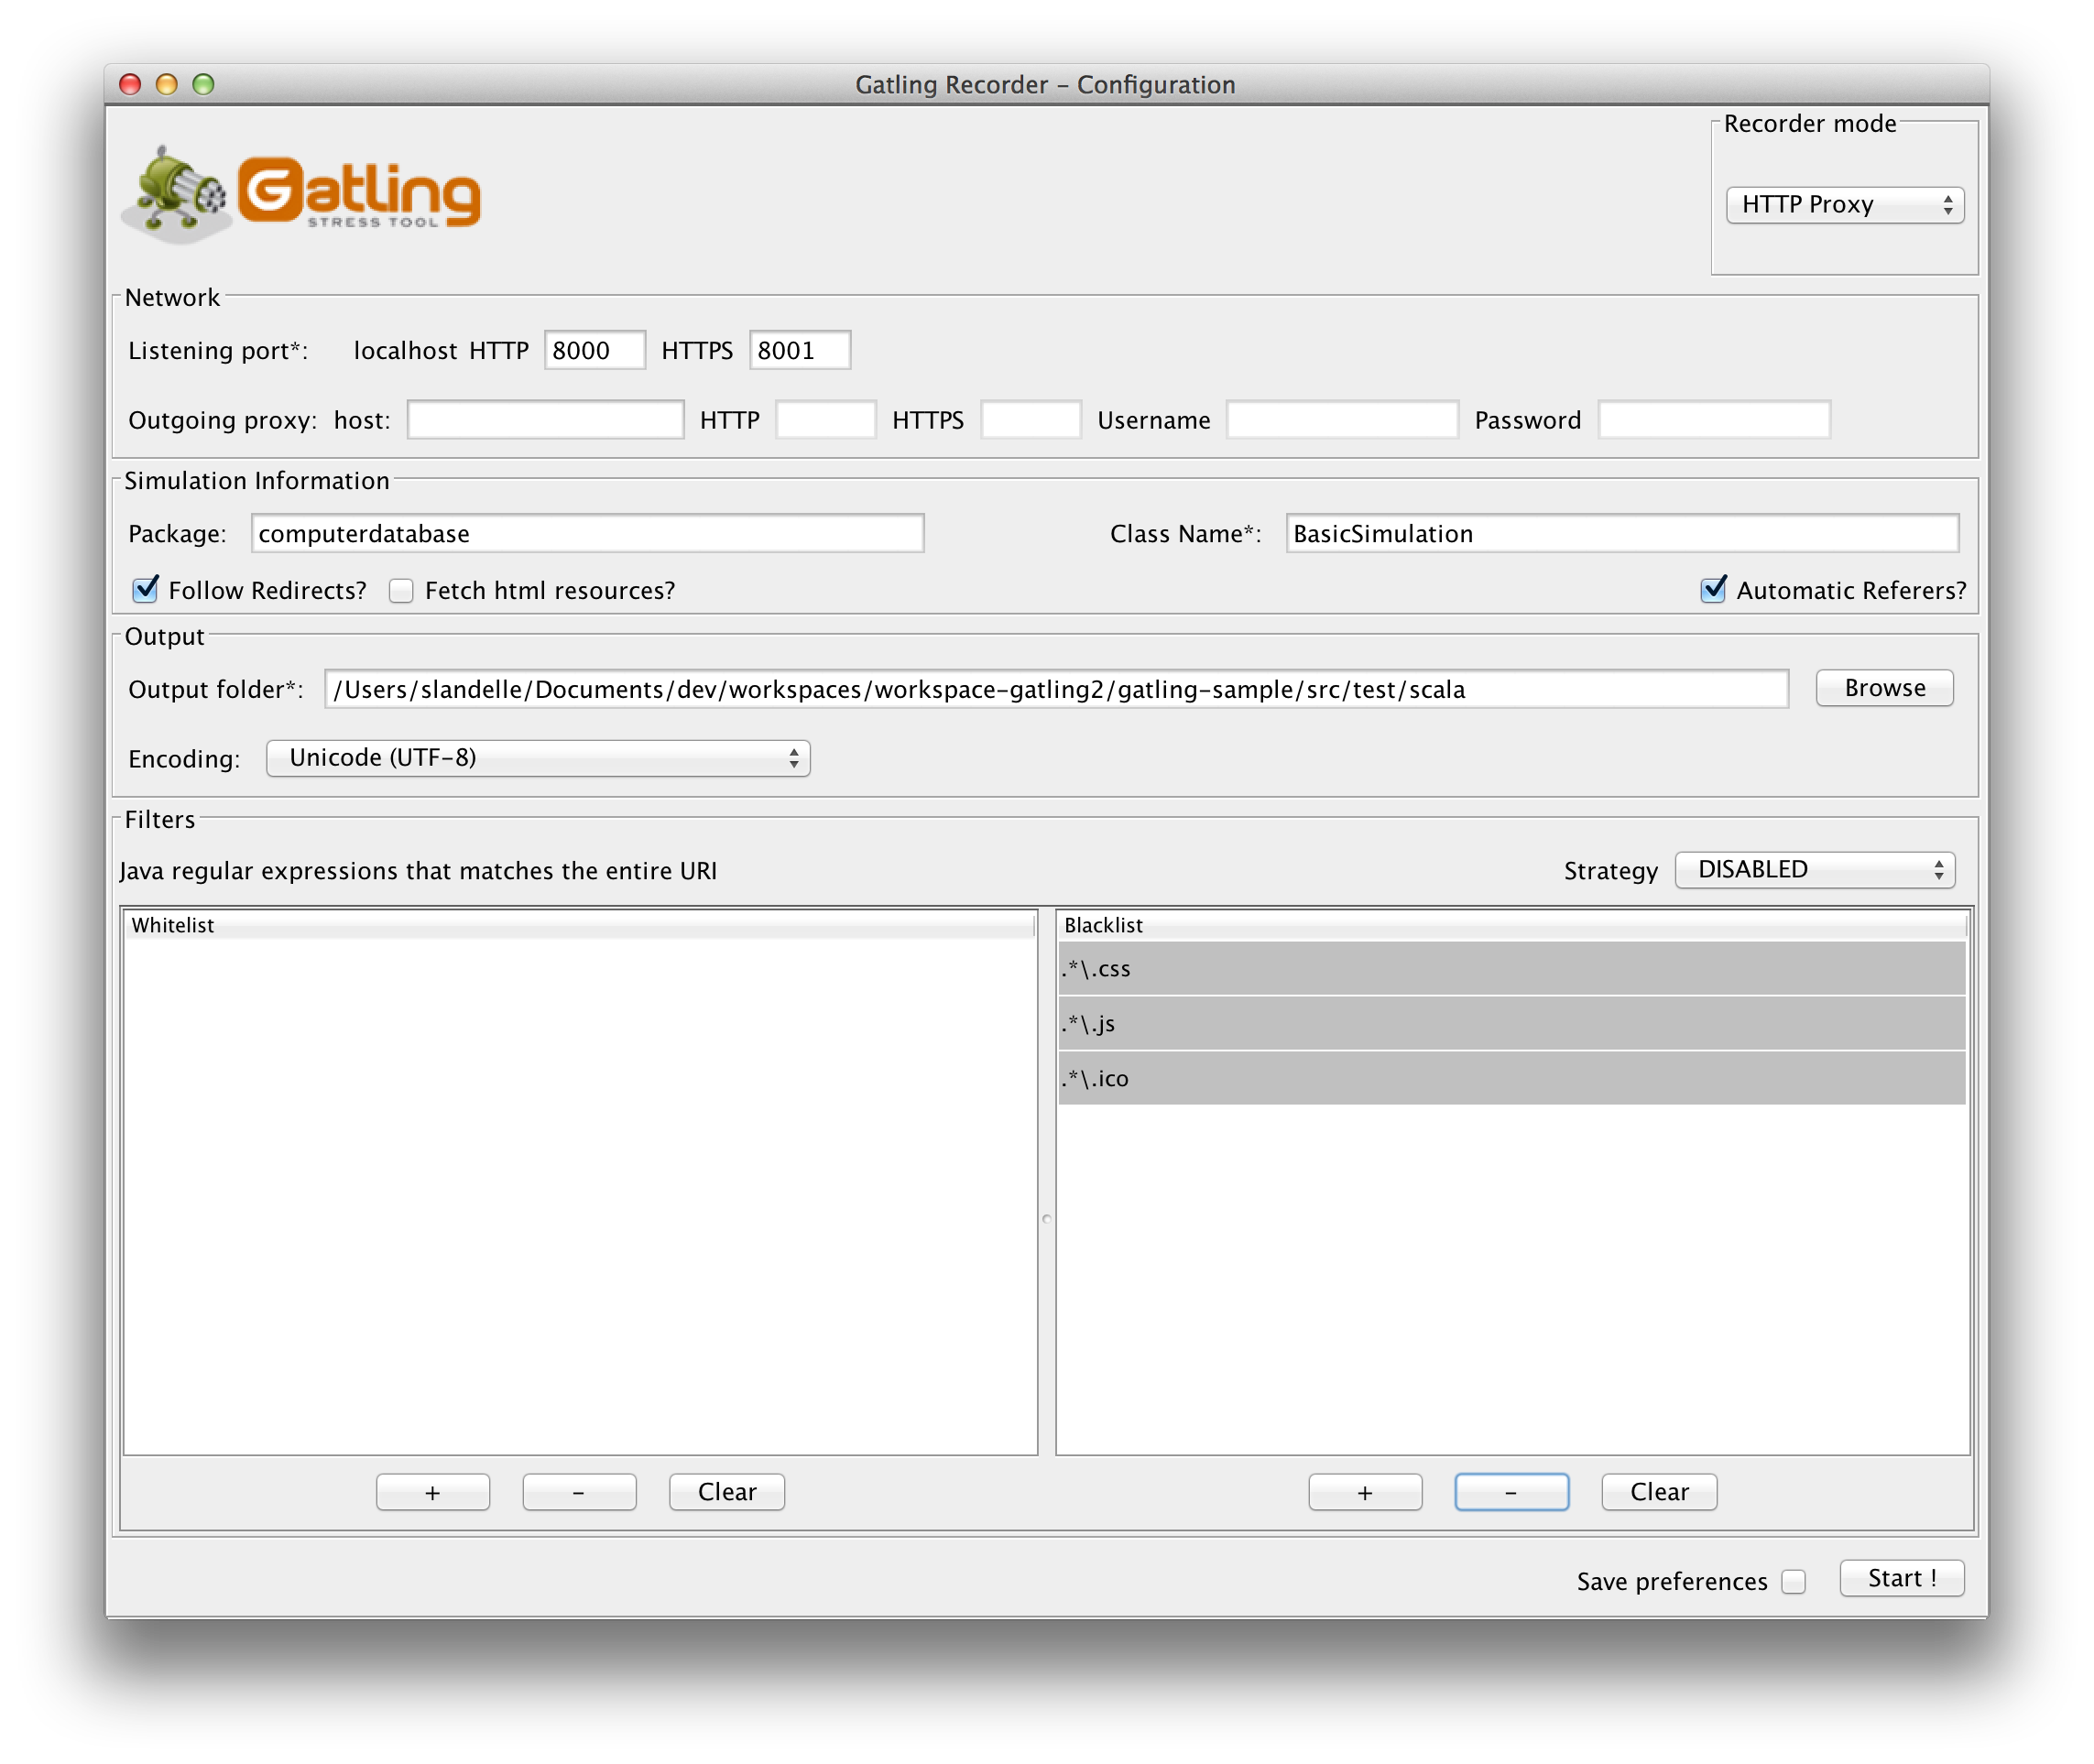 Gatling Recorder – Configuration
Gatling
STRESS TOOL
Recorder mode
HTTP Proxy
Network
Listening port*: localhost HTTP 8000 HTTPS 8001
Outgoing proxy: host: HTTP HTTPS Username Password
Simulation Information
Package: computerdatabase Class Name*: BasicSimulation
Follow Redirects? Fetch html resources? Automatic Referers?
Output
Output folder*: /Users/slandelle/Documents/dev/workspaces/workspace-gatling2/gatling-sample/src/test/scala Browse
Encoding: Unicode (UTF-8)
Filters
Java regular expressions that matches the entire URI Strategy DISABLED
Whitelist Blacklist
.*\.css
.*\.js
.*\.ico
+ – Clear + – Clear
Save preferences Start !